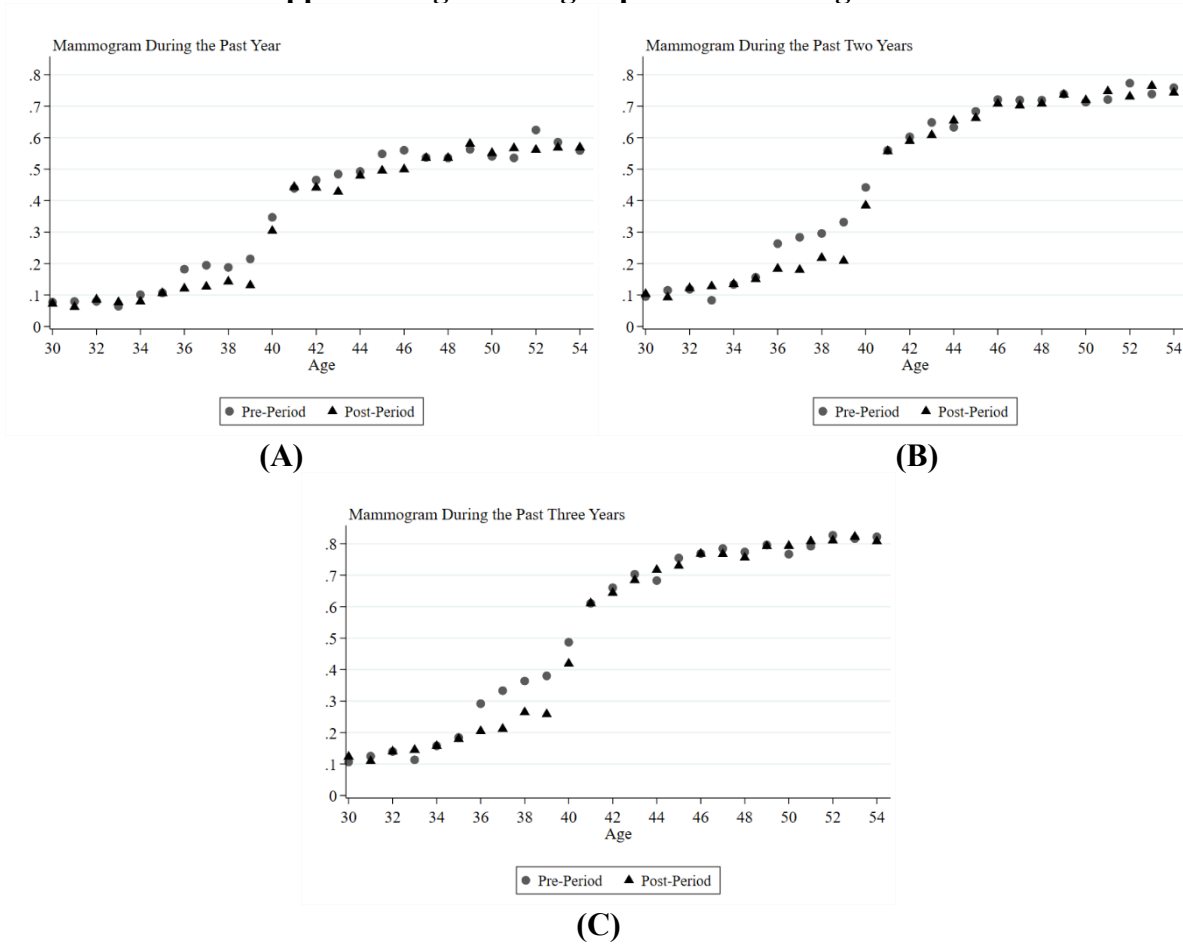 Mammogram During the Past Year
.8
.7
.6
.5
.4
.3
.2
.1
0
30 32 34 36 38 40 42 44 46 48 50 52 54
Age
Pre-Period Post-Period
(A)
Mammogram During the Past Two Years
.8
.7
.6
.5
.4
.3
.2
.1
0
30 32 34 36 38 40 42 44 46 48 50 52 54
Age
Pre-Period Post-Period
(B)
Mammogram During the Past Three Years
.8
.7
.6
.5
.4
.3
.2
.1
0
30 32 34 36 38 40 42 44 46 48 50 52 54
Age
Pre-Period Post-Period
(C)